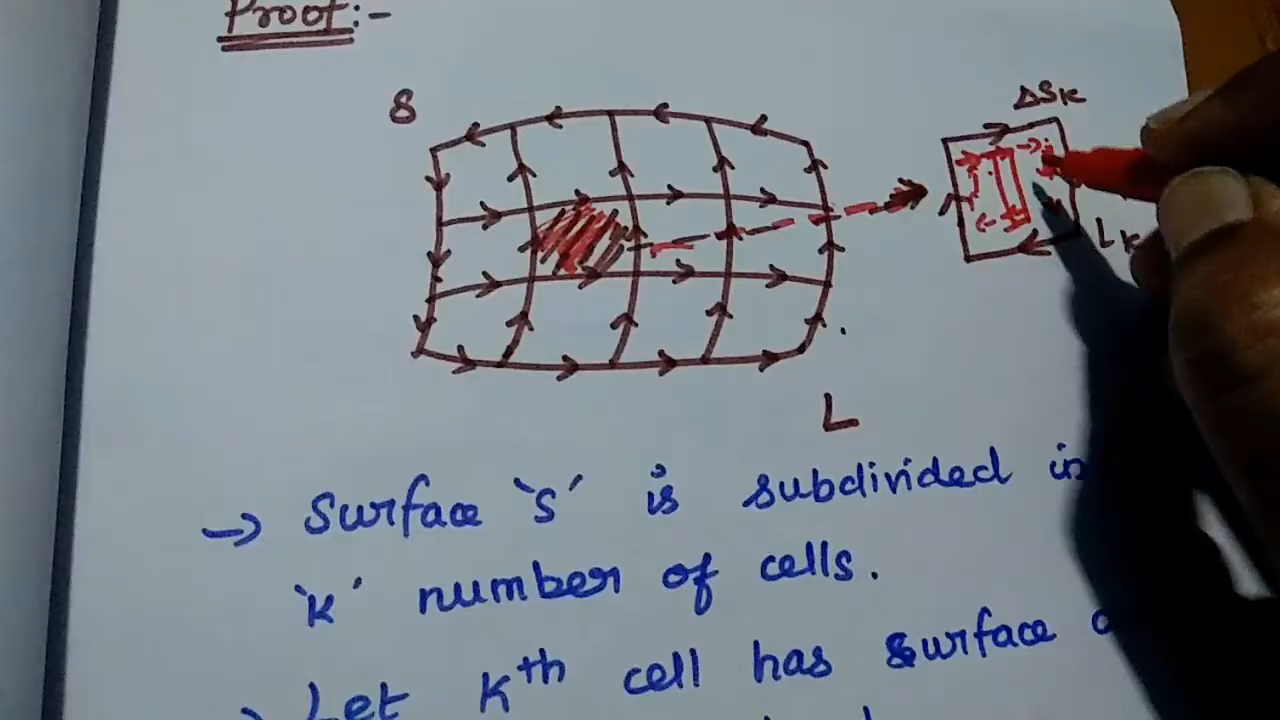 Proof:-
S
ΔSK
LK
L
→ Surface 'S' is subdivided in
'K' number of cells.
→ Let Kth cell has surface